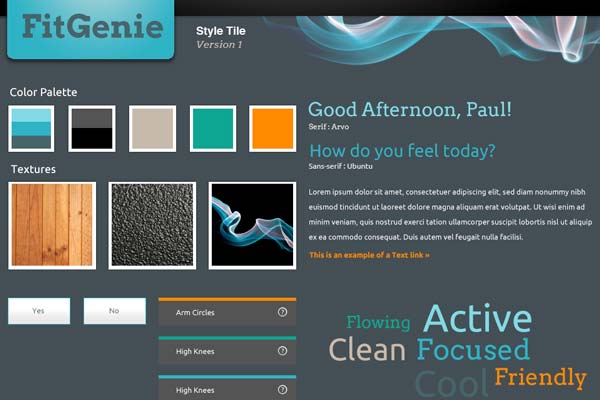 FitGenie
Style Tile
Version 1
Color Palette
Good Afternoon, Paul!
Serif : Arvo
How do you feel today?
Sans-serif : Ubuntu
Textures
Lorem ipsum dolor sit amet, consectetuer adipiscing elit, sed diam nonummy nibh
euismod tincidunt ut laoreet dolore magna aliquam erat volutpat. Ut wisi enim ad
minim veniam, quis nostrud exerci tation ullamcorper suscipit lobortis nisl ut aliquip
ex ea commodo consequat. Duis autem vel feugait nulla facilisi.
This is an example of a Text link »
Yes
No
Arm Circles ?
High Knees ?
High Knees ?
Flowing
Active
Clean
Focused
Cool
Friendly